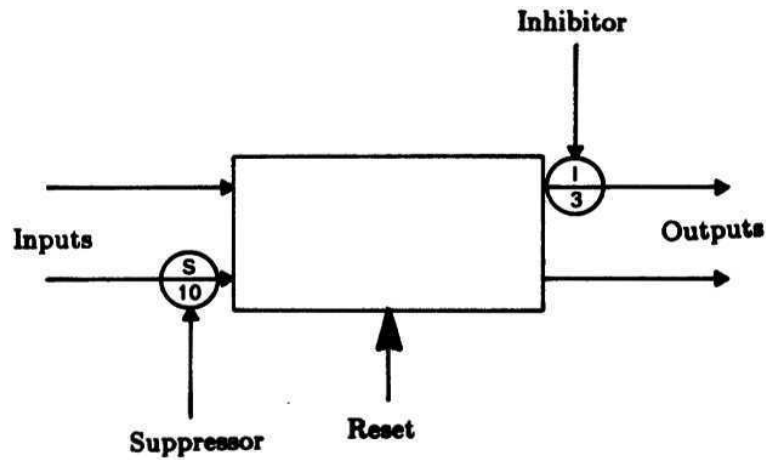 Inhibitor
I
3
Inputs
Outputs
S
10
Suppressor
Reset